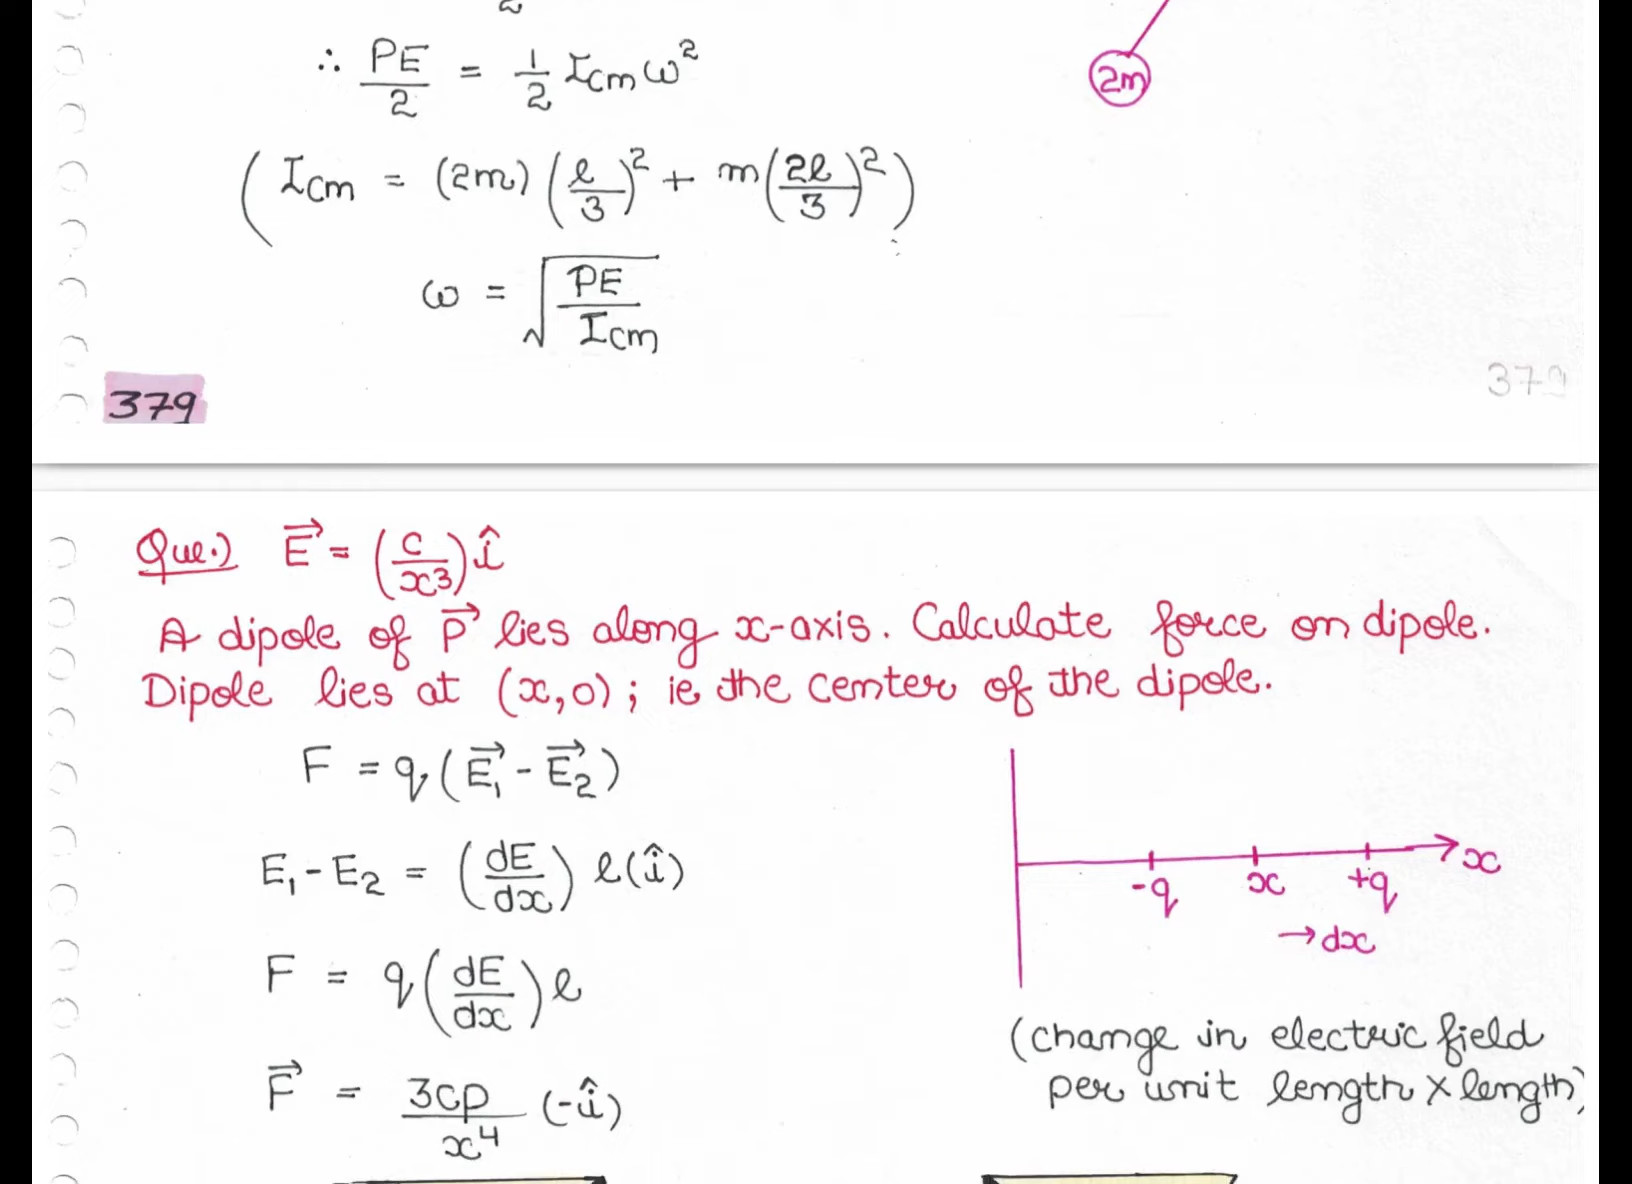 2
∴ PE/2 = 1/2 Icm ω²
2m
( Icm = (2m) (l/3)² + m(2l/3)² )
ω = √(PE/Icm)
379
379
Que.) E⃗ = (c/x³) î
A dipole of P⃗ lies along x-axis. Calculate force on dipole.
Dipole lies at (x,0) ; ie the center of the dipole.
F = q (E⃗₁ - E⃗₂)
E₁ - E₂ = (dE/dx) l(î)
-q x +q x
→dx
F = q (dE/dx) l
(change in electric field
per unit length × length)
F⃗ = 3cp/x⁴ (-î)